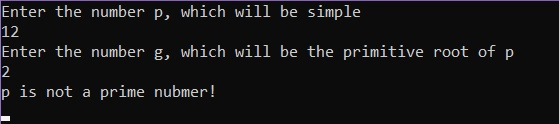 Enter the number p, which will be simple
12
Enter the number g, which will be the primitive root of p
2
p is not a prime nubmer!